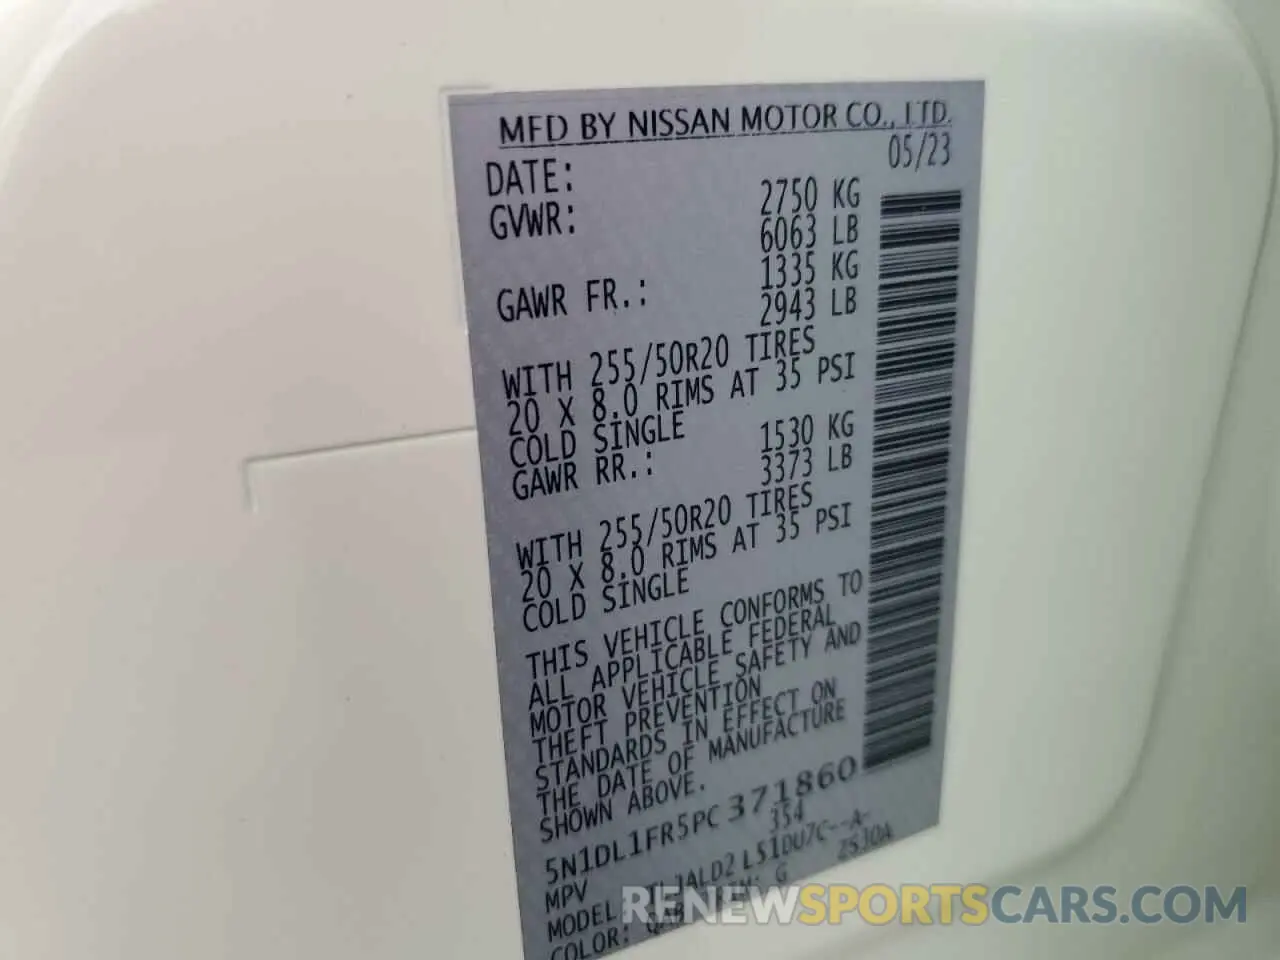 MFD BY NISSAN MOTOR CO., LTD.
DATE: 05/23
GVWR: 2750 KG
6063 LB
GAWR FR.: 1335 KG
2943 LB
WITH 255/50R20 TIRES
20 X 8.0 RIMS AT 35 PSI
COLD SINGLE
GAWR RR.: 1530 KG
3373 LB
WITH 255/50R20 TIRES
20 X 8.0 RIMS AT 35 PSI
COLD SINGLE
THIS VEHICLE CONFORMS TO
ALL APPLICABLE FEDERAL
MOTOR VEHICLE SAFETY AND
THEFT PREVENTION
STANDARDS IN EFFECT ON
THE DATE OF MANUFACTURE
SHOWN ABOVE.
5N1DL1FR5PC371860
MPV 354
MODEL L51DU7C--A-
COLOR: G 2530A
RENEWSPORTSCARS.COM